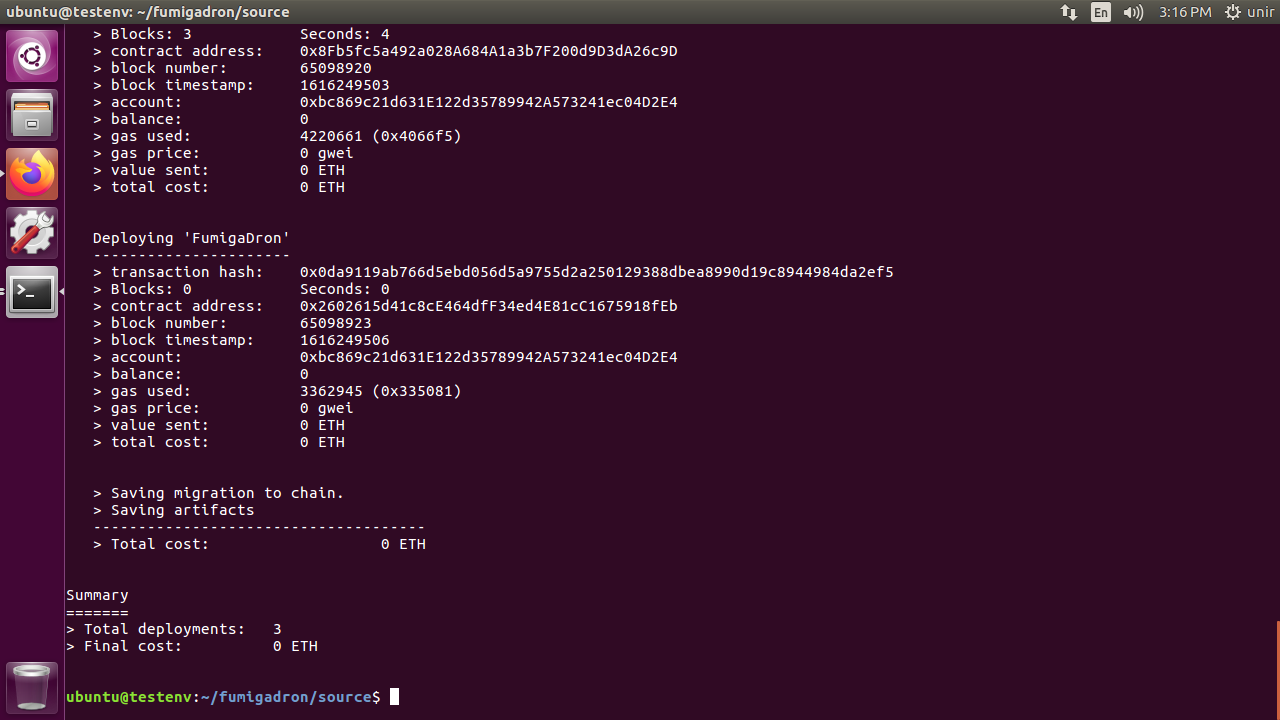 ubuntu@testenv: ~/fumigadron/source En 3:16 PM unir
> Blocks: 3 Seconds: 4
> contract address: 0x8Fb5fc5a492a028A684A1a3b7F200d9D3dA26c9D
> block number: 65098920
> block timestamp: 1616249503
> account: 0xbc869c21d631E122d35789942A573241ec04D2E4
> balance: 0
> gas used: 4220661 (0x4066f5)
> gas price: 0 gwei
> value sent: 0 ETH
> total cost: 0 ETH
Deploying 'FumigaDron'
----------------------
> transaction hash: 0x0da9119ab766d5ebd056d5a9755d2a250129388dbea8990d19c8944984da2ef5
> Blocks: 0 Seconds: 0
> contract address: 0x2602615d41c8cE464dfF34ed4E81cC1675918fEb
> block number: 65098923
> block timestamp: 1616249506
> account: 0xbc869c21d631E122d35789942A573241ec04D2E4
> balance: 0
> gas used: 3362945 (0x335081)
> gas price: 0 gwei
> value sent: 0 ETH
> total cost: 0 ETH
> Saving migration to chain.
> Saving artifacts
-------------------------------------
> Total cost: 0 ETH
Summary
=======
> Total deployments: 3
> Final cost: 0 ETH
ubuntu@testenv:~/fumigadron/source$